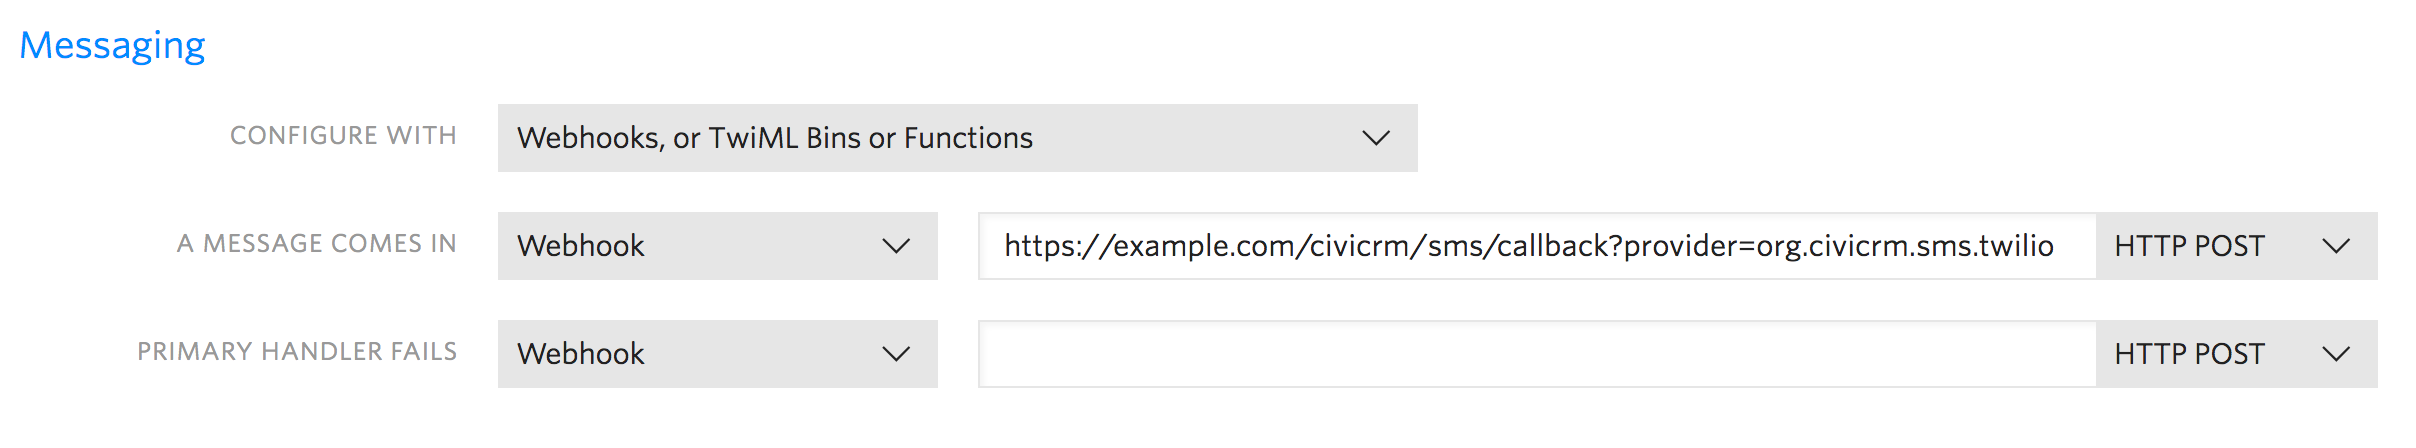 Messaging
CONFIGURE WITH Webhooks, or TwiML Bins or Functions
A MESSAGE COMES IN Webhook https://example.com/civicrm/sms/callback?provider=org.civicrm.sms.twilio HTTP POST
PRIMARY HANDLER FAILS Webhook HTTP POST